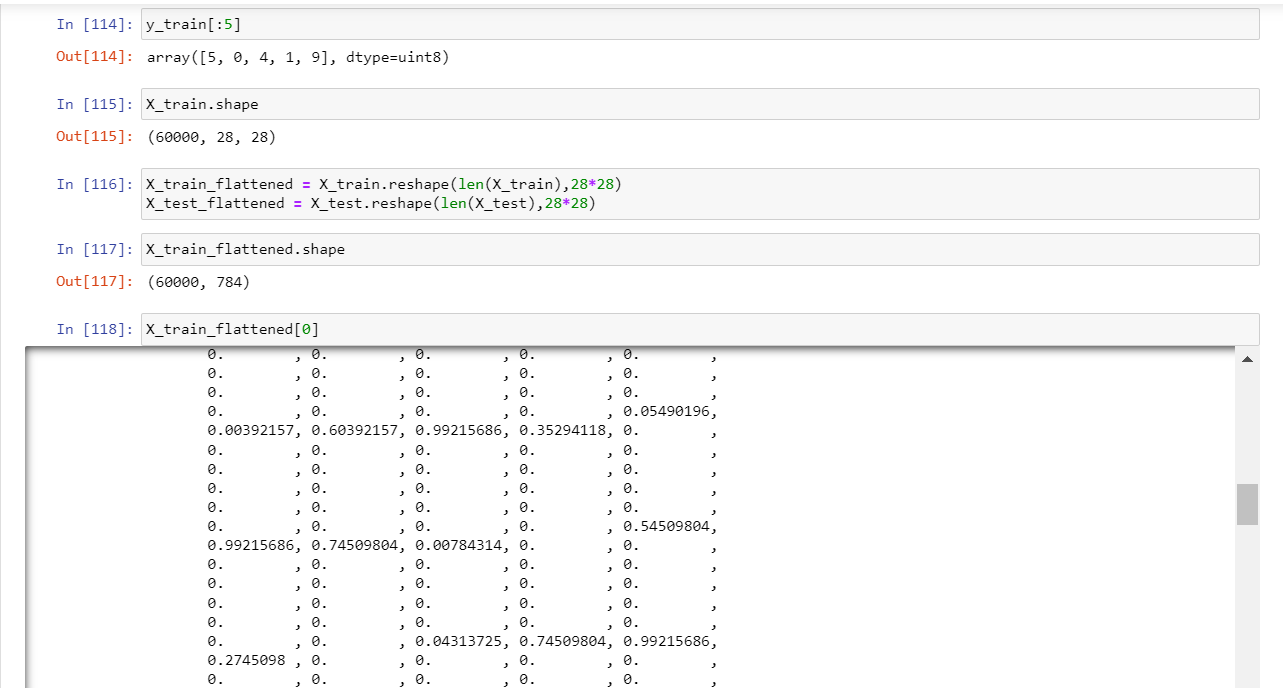 In [114]: y_train[:5]
Out[114]: array([5, 0, 4, 1, 9], dtype=uint8)
In [115]: X_train.shape
Out[115]: (60000, 28, 28)
In [116]: X_train_flattened = X_train.reshape(len(X_train),28*28)
X_test_flattened = X_test.reshape(len(X_test),28*28)
In [117]: X_train_flattened.shape
Out[117]: (60000, 784)
In [118]: X_train_flattened[0]
0. , 0. , 0. , 0. , 0. ,
0. , 0. , 0. , 0. , 0. ,
0. , 0. , 0. , 0. , 0. ,
0. , 0. , 0. , 0. , 0.05490196,
0.00392157, 0.60392157, 0.99215686, 0.35294118, 0. ,
0. , 0. , 0. , 0. , 0. ,
0. , 0. , 0. , 0. , 0. ,
0. , 0. , 0. , 0. , 0. ,
0. , 0. , 0. , 0. , 0. ,
0. , 0. , 0. , 0. , 0.54509804,
0.99215686, 0.74509804, 0.00784314, 0. , 0. ,
0. , 0. , 0. , 0. , 0. ,
0. , 0. , 0. , 0. , 0. ,
0. , 0. , 0. , 0. , 0. ,
0. , 0. , 0. , 0. , 0. ,
0. , 0. , 0.04313725, 0.74509804, 0.99215686,
0.2745098 , 0. , 0. , 0. , 0. ,
0. , 0. , 0. , 0. , 0. ,